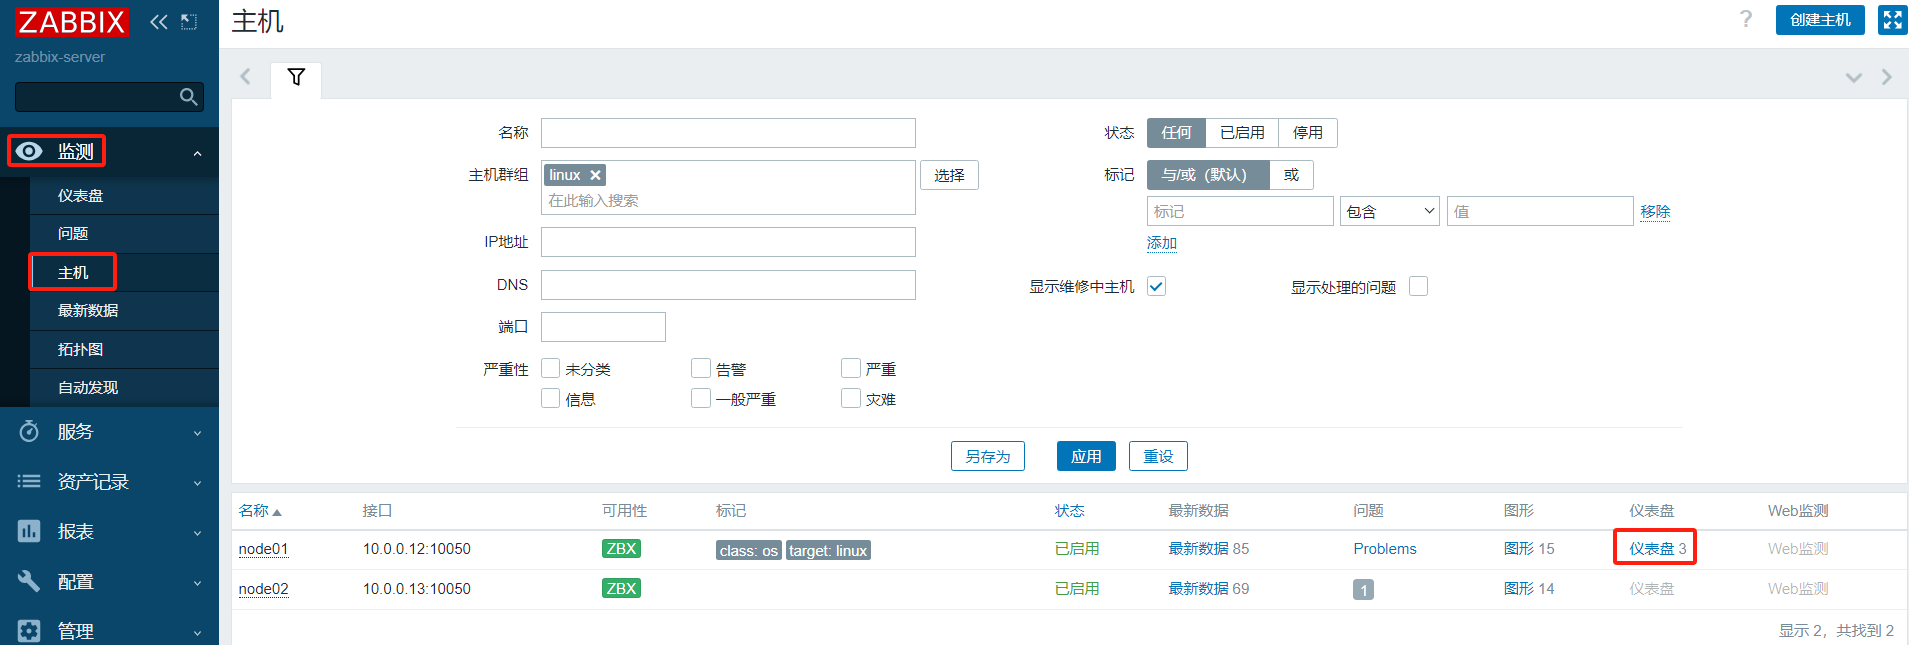 ZABBIX
zabbix-server
监测
仪表盘
问题
主机
最新数据
拓扑图
自动发现
服务
资产记录
报表
配置
管理
主机
?
创建主机
名称
主机群组
linux
在此输入搜索
选择
IP地址
DNS
端口
严重性
未分类 告警 严重
信息 一般严重 灾难
状态 任何 已启用 停用
标记 与/或（默认） 或
标记 包含 值 移除
添加
显示维修中主机 显示处理的问题
另存为 应用 重设
名称 接口 可用性 标记 状态 最新数据 问题 图形 仪表盘 Web监测
node01 10.0.0.12:10050 ZBX class: os target: linux 已启用 最新数据 85 Problems 图形 15 仪表盘 3 Web监测
node02 10.0.0.13:10050 ZBX 已启用 最新数据 69 1 图形 14 仪表盘 Web监测
显示 2，共找到 2